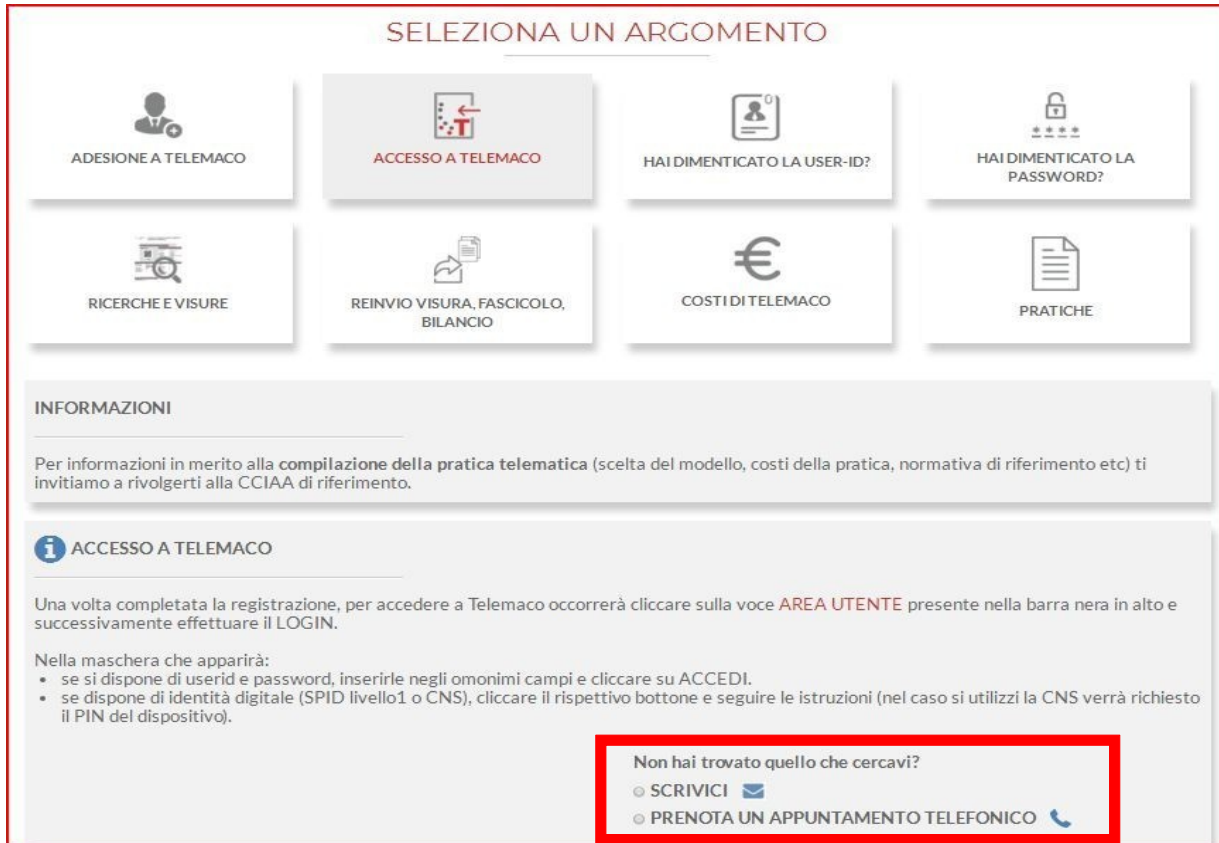 SELEZIONA UN ARGOMENTO
ADESIONE A TELEMACO
ACCESSO A TELEMACO
HAI DIMENTICATO LA USER-ID?
HAI DIMENTICATO LA
PASSWORD?
RICERCHE E VISURE
REINVIO VISURA, FASCICOLO,
BILANCIO
COSTI DI TELEMACO
PRATICHE
INFORMAZIONI
Per informazioni in merito alla compilazione della pratica telematica (scelta del modello, costi della pratica, normativa di riferimento etc) ti
invitiamo a rivolgerti alla CCIAA di riferimento.
ACCESSO A TELEMACO
Una volta completata la registrazione, per accedere a Telemaco occorrerà cliccare sulla voce AREA UTENTE presente nella barra nera in alto e
successivamente effettuare il LOGIN.
Nella maschera che apparirà:
• se si dispone di userid e password, inserirle negli omonimi campi e cliccare su ACCEDI.
• se dispone di identità digitale (SPID livello1 o CNS), cliccare il rispettivo bottone e seguire le istruzioni (nel caso si utilizzi la CNS verrà richiesto
il PIN del dispositivo).
Non hai trovato quello che cercavi?
SCRIVICI
PRENOTA UN APPUNTAMENTO TELEFONICO